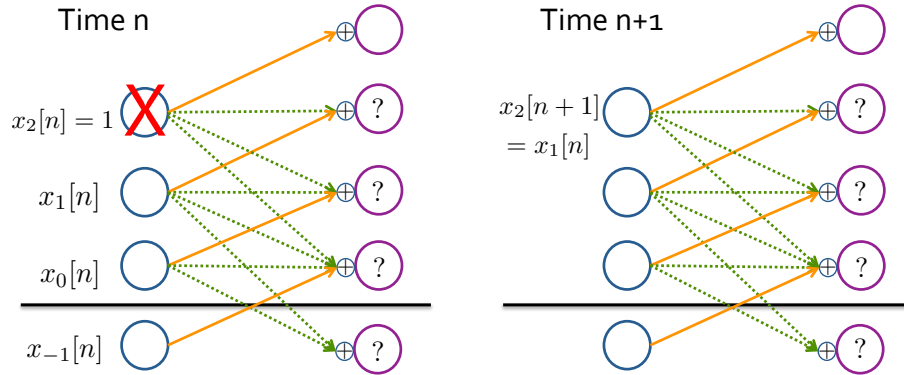 Time n
Time n+1
⊕
⊕
x₂[n] = 1
X
⊕
?
x₂[n + 1]
= x₁[n]
⊕
?
x₁[n]
⊕
?
⊕
?
x₀[n]
⊕
?
⊕
?
x₋₁[n]
⊕
?
⊕
?